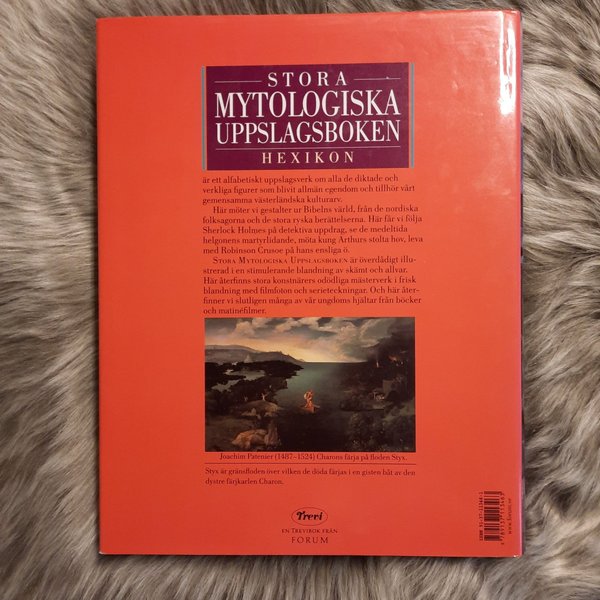 STORA
MYTOLOGISKA
UPPSLAGSBOKEN
HEXIKON
är ett alfabetiskt uppslagsverk om alla de diktade och
verkliga figurer som blivit allmän egendom och tillhör vårt
gemensamma västerländska kulturarv.
Här möter vi gestalter ur Bibelns värld, från de nordiska
folksagorna och de stora ryska berättelserna. Här får vi följa
Sherlock Holmes på detektiva uppdrag, se de medeltida
helgonens martyrlidande, möta kung Arthurs stolta hov, leva
med Robinson Crusoe på hans ensliga ö.
STORA MYTOLOGISKA UPPSLAGSBOKEN är överdådigt illu-
strerad i en stimulerande blandning av skämt och allvar.
Här återfinns stora konstnärers odödliga mästerverk i frisk
blandning med filmfoton och serieteckningar. Och här åter-
finner vi slutligen många av vår ungdoms hjältar från böcker
och matinéfilmer.
Joachim Patenier (1487–1524) Charons färja på floden Styx.
Styx är gränsfloden över vilken de döda färjas i en gisten båt av den
dystre färjkarlen Charon.
Trevi
EN TREVIBOK FRÅN
FORUM